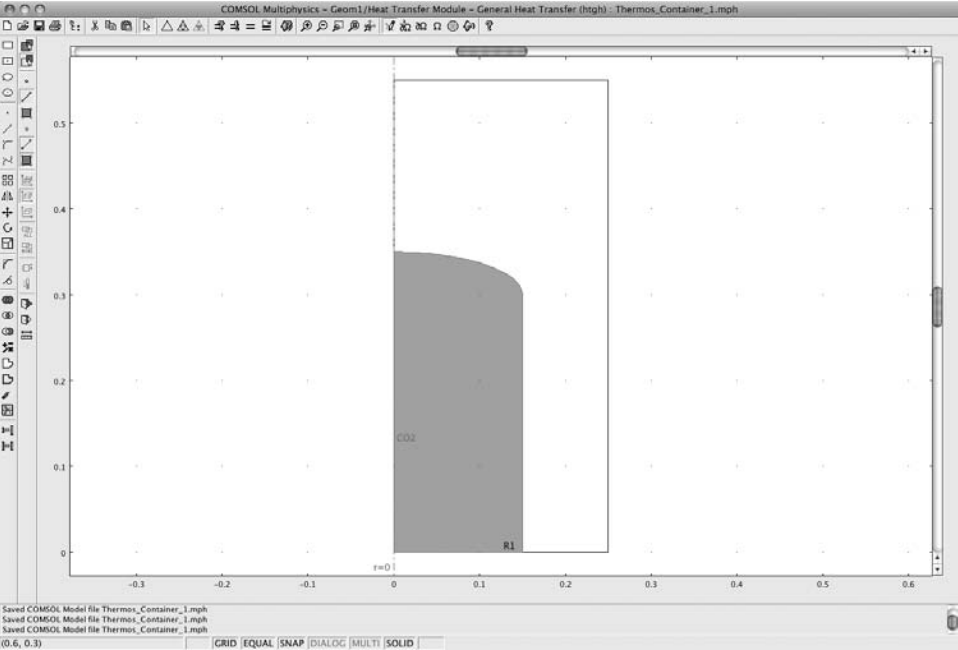 COMSOL Multiphysics – Geom1/Heat Transfer Module – General Heat Transfer (htgh) : Thermos_Container_1.mph
0.5
0.4
0.3
0.2
CO2
0.1
R1
0
r=0
-0.3 -0.2 -0.1 0 0.1 0.2 0.3 0.4 0.5 0.6
Saved COMSOL Model file Thermos_Container_1.mph
Saved COMSOL Model file Thermos_Container_1.mph
Saved COMSOL Model file Thermos_Container_1.mph
(0.6, 0.3) GRID EQUAL SNAP DIALOG MULTI SOLID